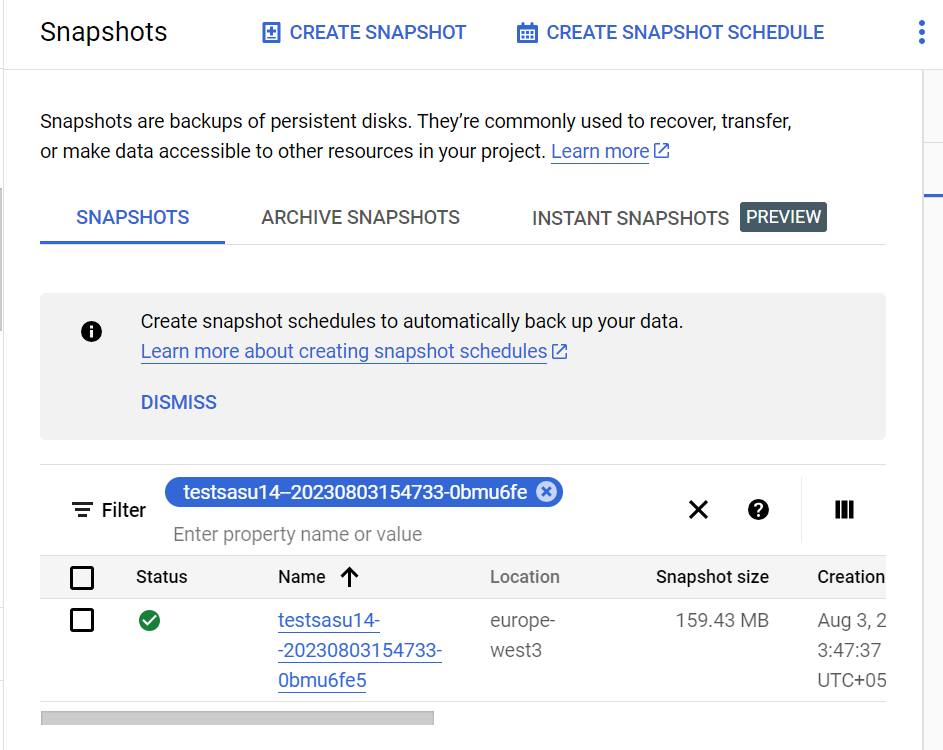 Snapshots
CREATE SNAPSHOT
CREATE SNAPSHOT SCHEDULE
Snapshots are backups of persistent disks. They’re commonly used to recover, transfer,
or make data accessible to other resources in your project. Learn more
SNAPSHOTS
ARCHIVE SNAPSHOTS
INSTANT SNAPSHOTS PREVIEW
Create snapshot schedules to automatically back up your data.
Learn more about creating snapshot schedules
DISMISS
Filter
testsasu14--20230803154733-0bmu6fe
Enter property name or value
Status Name Location Snapshot size Creation
testsasu14- europe- 159.43 MB Aug 3, 2
-20230803154733- west3 3:47:37
0bmu6fe5 UTC+05